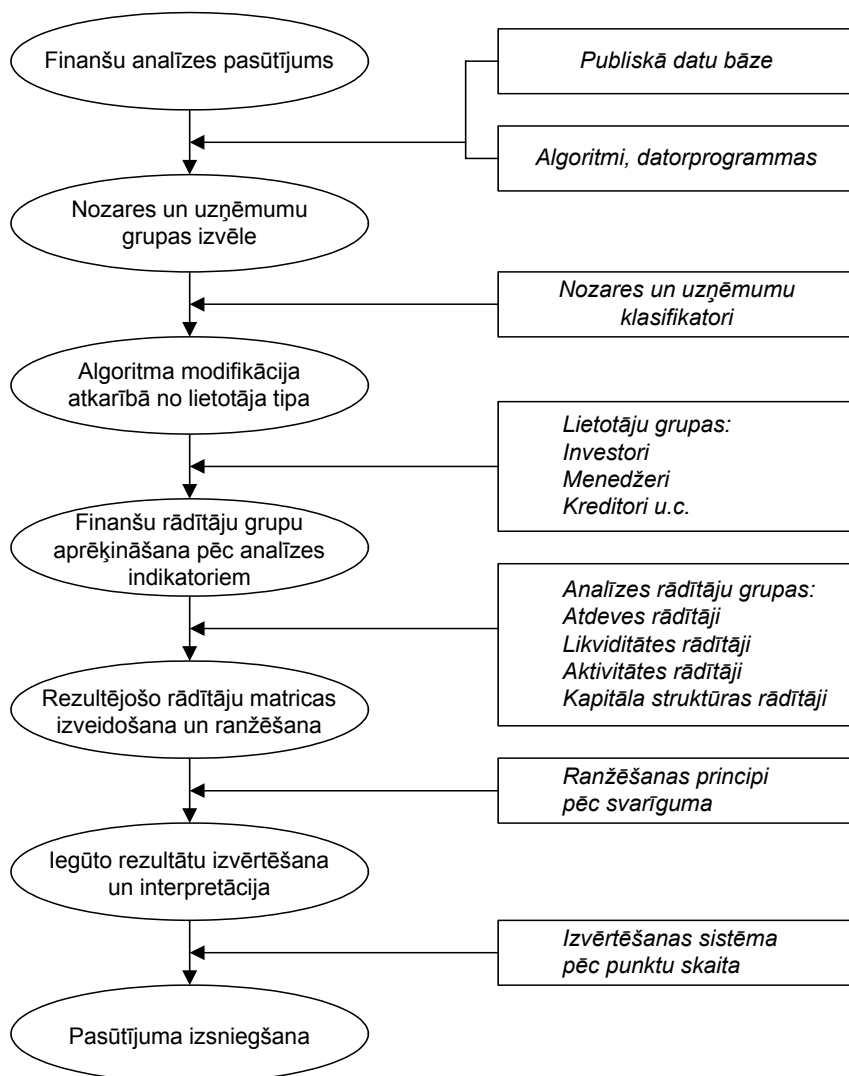 Finanšu analīzes pasūtījums
Publiskā datu bāze
Algoritmi, datorprogrammas
Nozares un uzņēmumu
grupas izvēle
Nozares un uzņēmumu
klasifikatori
Algoritma modifikācija
atkarībā no lietotāja tipa
Lietotāju grupas:
Investori
Menedžeri
Kreditori u.c.
Finanšu rādītāju grupu
aprēķināšana pēc analīzes
indikatoriem
Analīzes rādītāju grupas:
Atdeves rādītāji
Likviditātes rādītāji
Aktivitātes rādītāji
Kapitāla struktūras rādītāji
Rezultējošo rādītāju matricas
izveidošana un ranžēšana
Ranžēšanas principi
pēc svarīguma
Iegūto rezultātu izvērtēšana
un interpretācija
Izvērtēšanas sistēma
pēc punktu skaita
Pasūtījuma izsniegšana